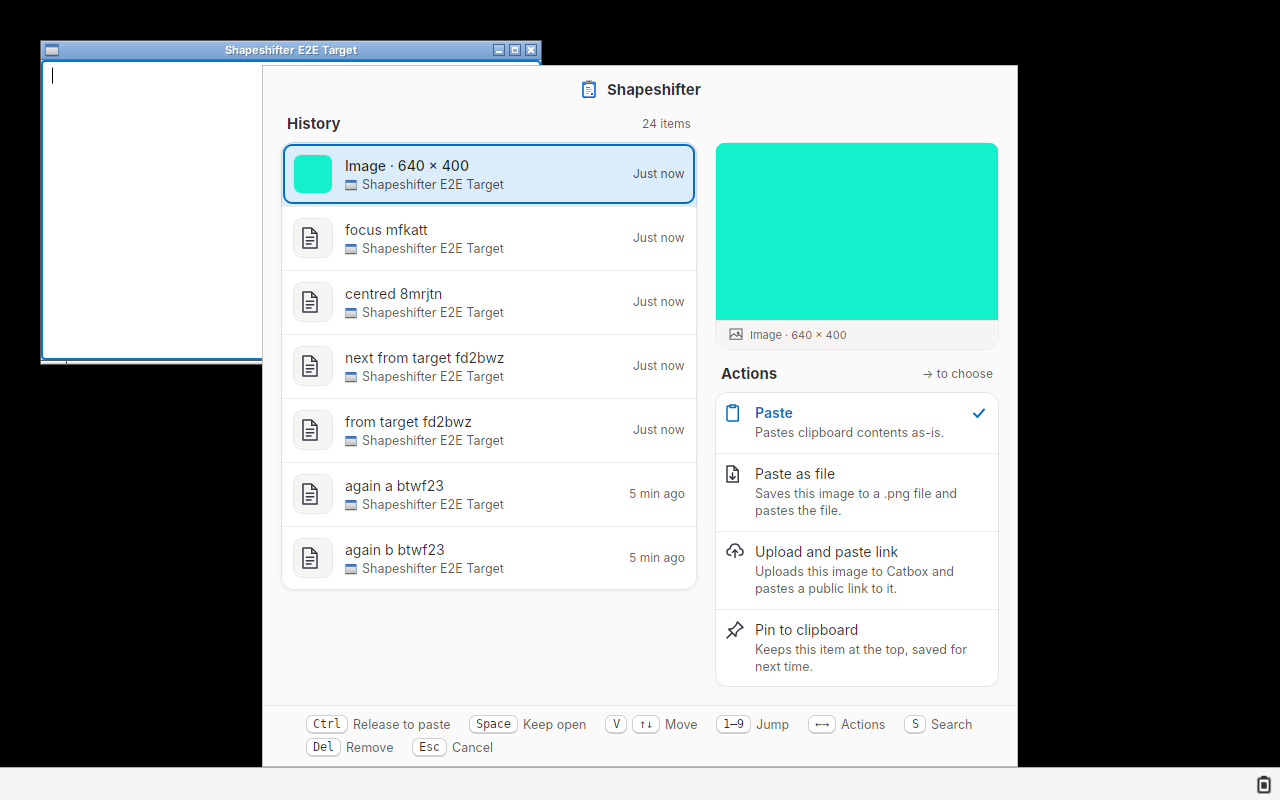 Shapeshifter E2E Target
Shapeshifter
History
24 items
Image · 640 × 400
Shapeshifter E2E Target
Just now
focus mfkatt
Shapeshifter E2E Target
Just now
centred 8mrjtn
Shapeshifter E2E Target
Just now
next from target fd2bwz
Shapeshifter E2E Target
Just now
from target fd2bwz
Shapeshifter E2E Target
Just now
again a btwf23
Shapeshifter E2E Target
5 min ago
again b btwf23
Shapeshifter E2E Target
5 min ago
Image · 640 × 400
Actions
→ to choose
Paste
Pastes clipboard contents as-is.
Paste as file
Saves this image to a .png file and
pastes the file.
Upload and paste link
Uploads this image to Catbox and
pastes a public link to it.
Pin to clipboard
Keeps this item at the top, saved for
next time.
Ctrl Release to paste Space Keep open V ↑↓ Move 1–9 Jump ←→ Actions S Search
Del Remove Esc Cancel